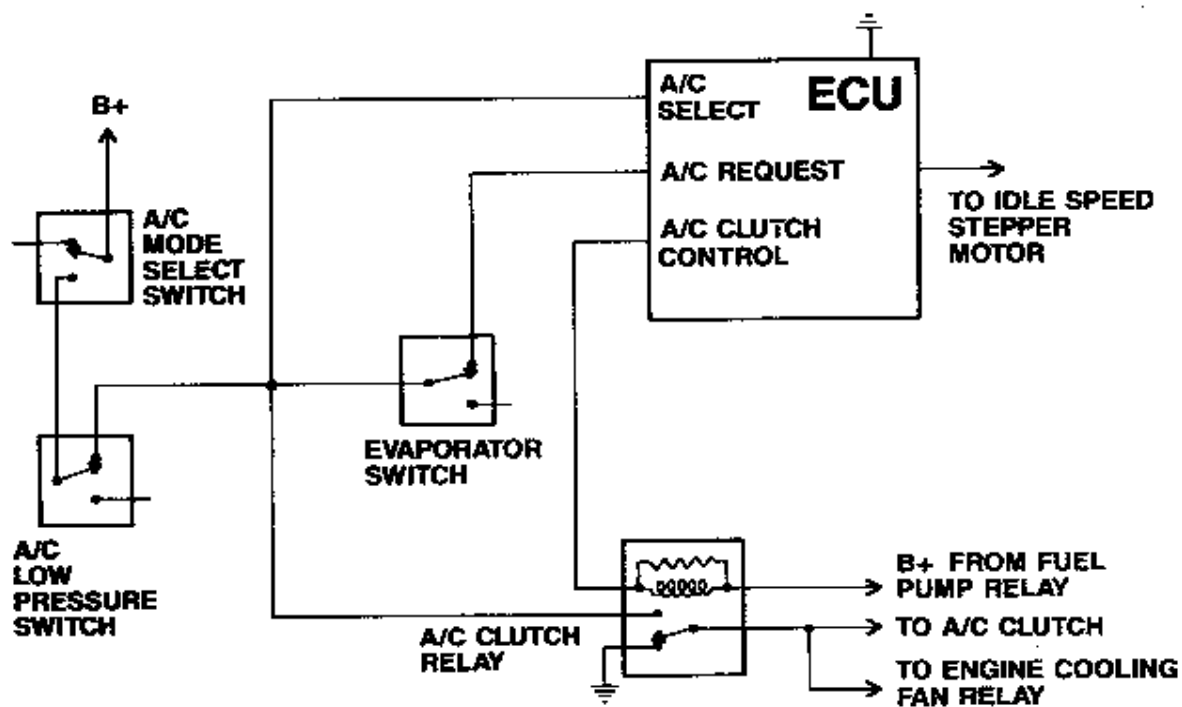 B+
A/C
MODE
SELECT
SWITCH
A/C
SELECT
ECU
A/C REQUEST
A/C CLUTCH
CONTROL
TO IDLE SPEED
STEPPER
MOTOR
EVAPORATOR
SWITCH
A/C
LOW
PRESSURE
SWITCH
A/C CLUTCH
RELAY
B+ FROM FUEL
PUMP RELAY
TO A/C CLUTCH
TO ENGINE COOLING
FAN RELAY